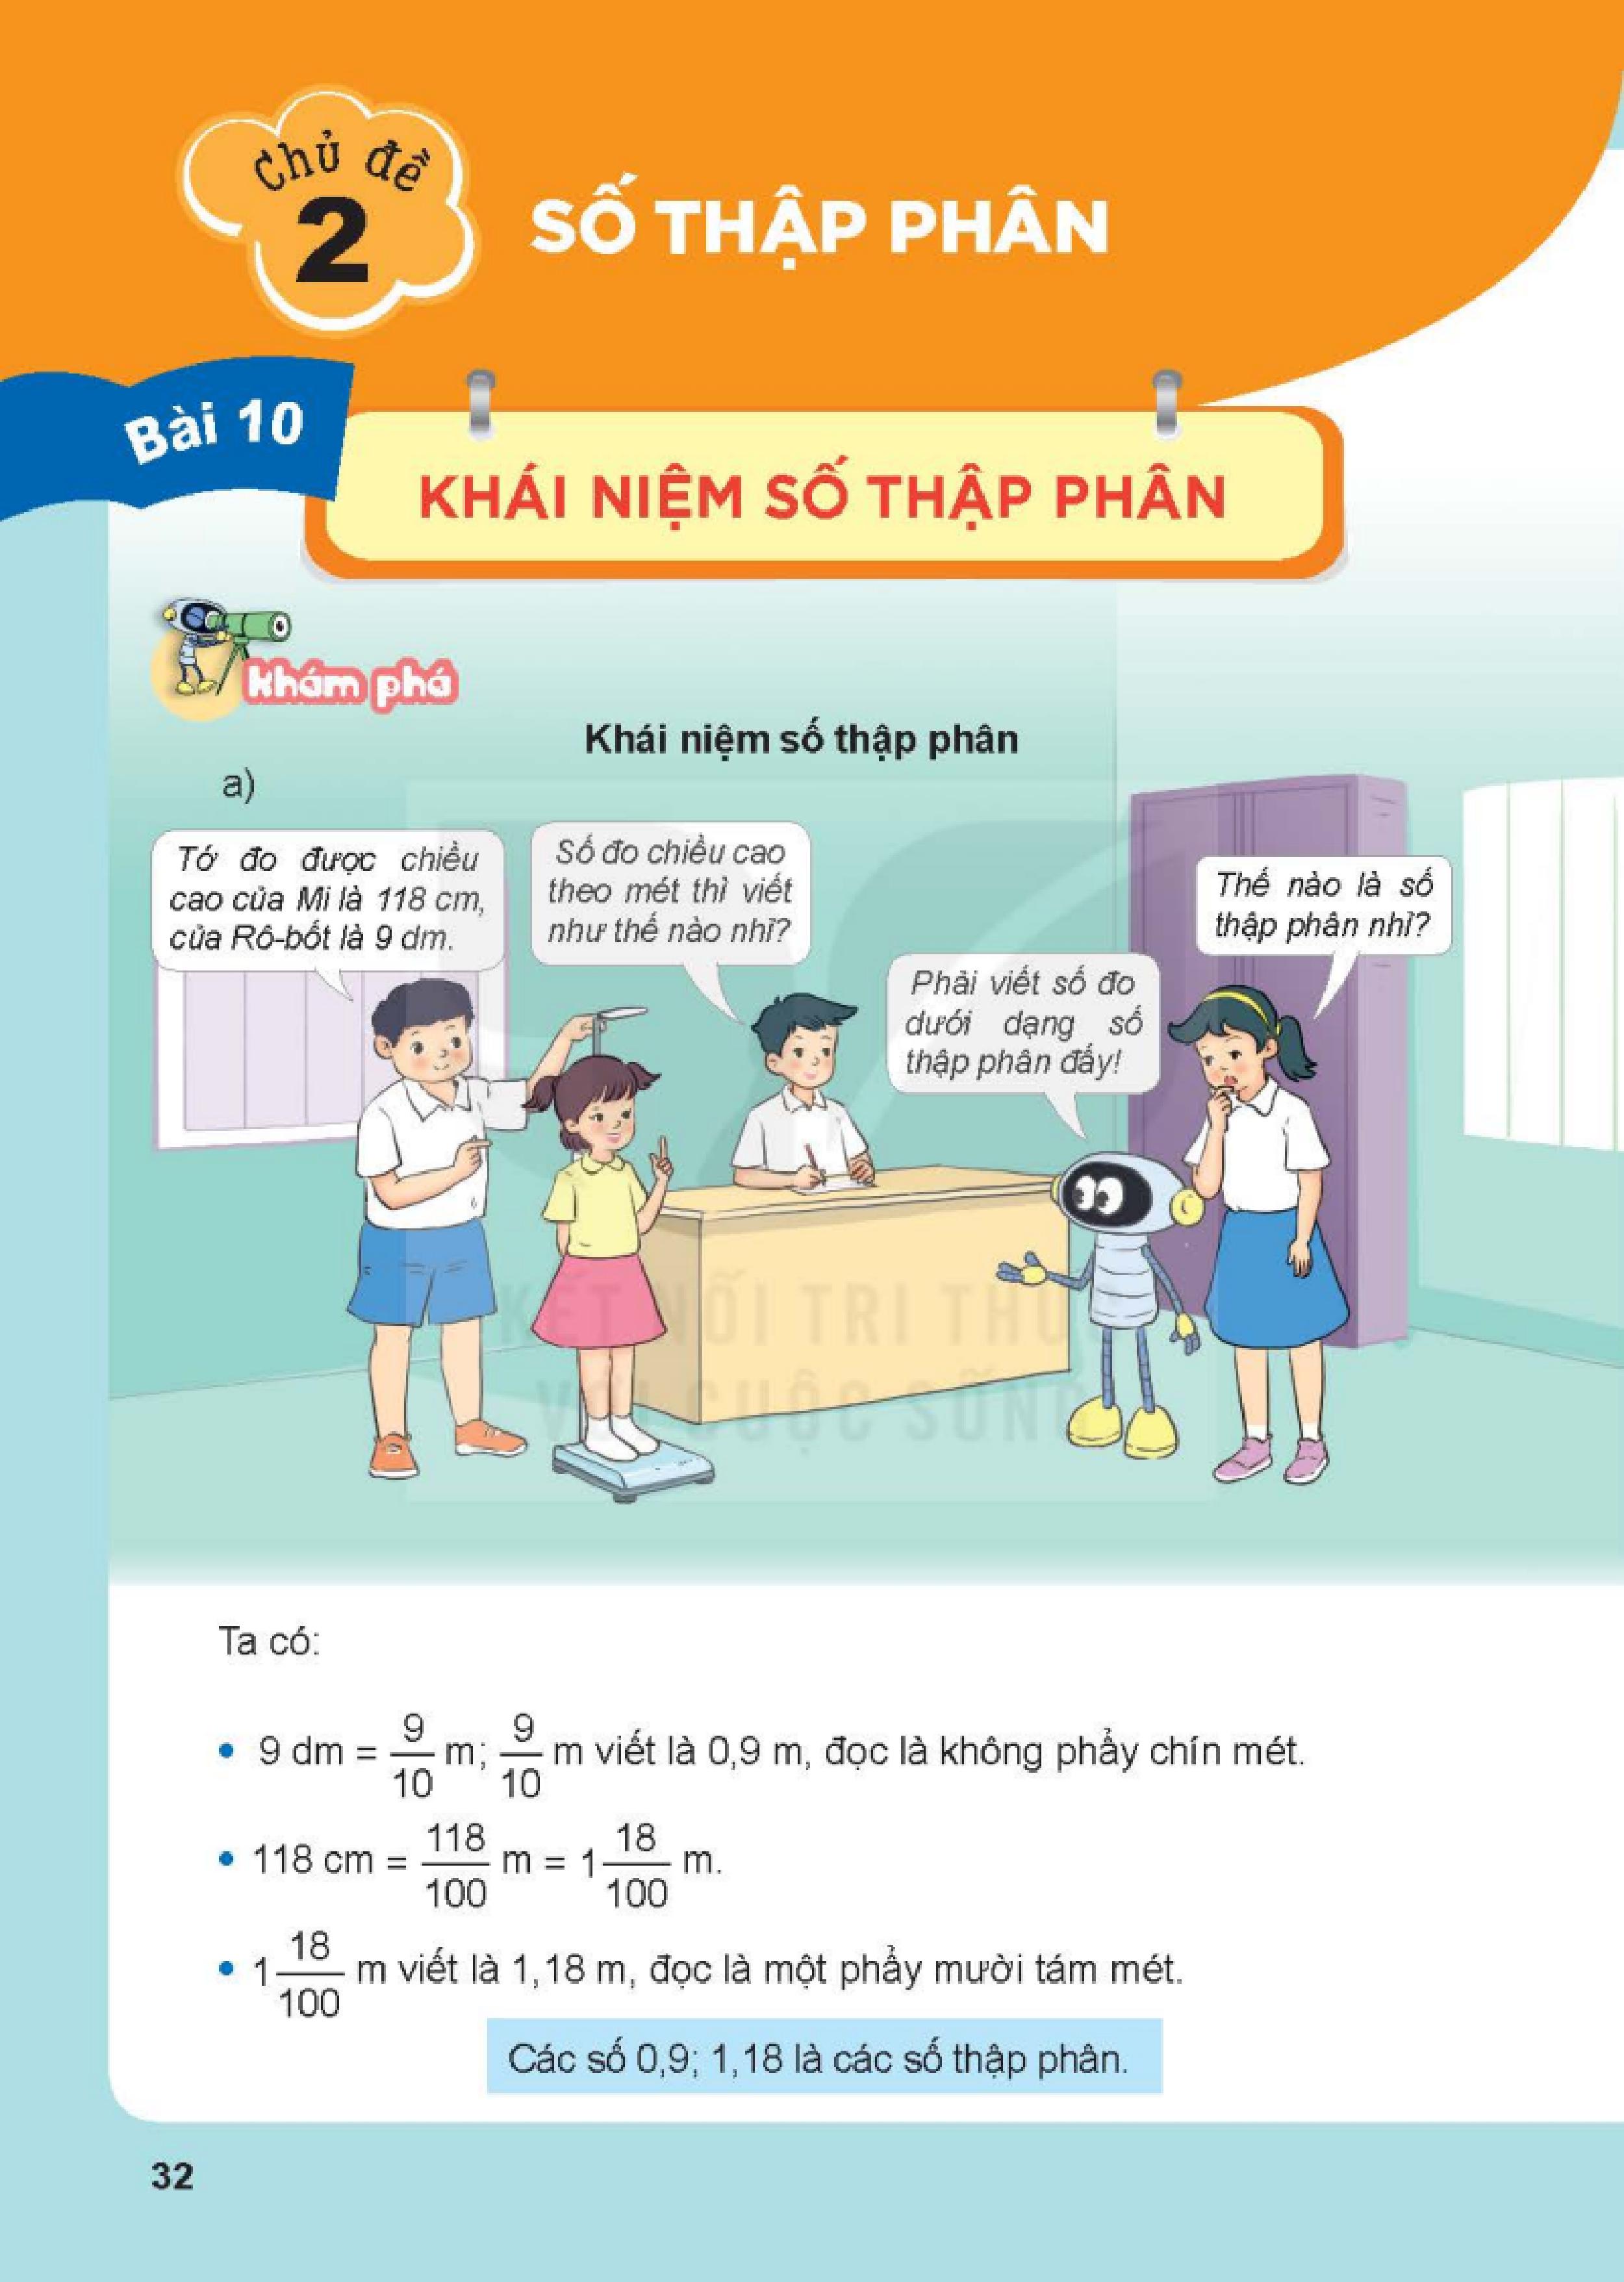 Chủ đề
2
SỐ THẬP PHÂN
Bài 10
KHÁI NIỆM SỐ THẬP PHÂN
Khám phá
Khái niệm số thập phân
a)
Tớ đo được chiều
cao của Mi là 118 cm,
của Rô-bốt là 9 dm.
Số đo chiều cao
theo mét thì viết
như thế nào nhỉ?
Phải viết số đo
dưới dạng số
thập phân đấy!
Thế nào là số
thập phân nhỉ?
KẾT NỐI TRI THỨC
VỚI CUỘC SỐNG
Ta có:
• 9 dm = 9/10 m; 9/10 m viết là 0,9 m, đọc là không phẩy chín mét.
• 118 cm = 118/100 m = 1 18/100 m.
• 1 18/100 m viết là 1,18 m, đọc là một phẩy mười tám mét.
Các số 0,9; 1,18 là các số thập phân.
32